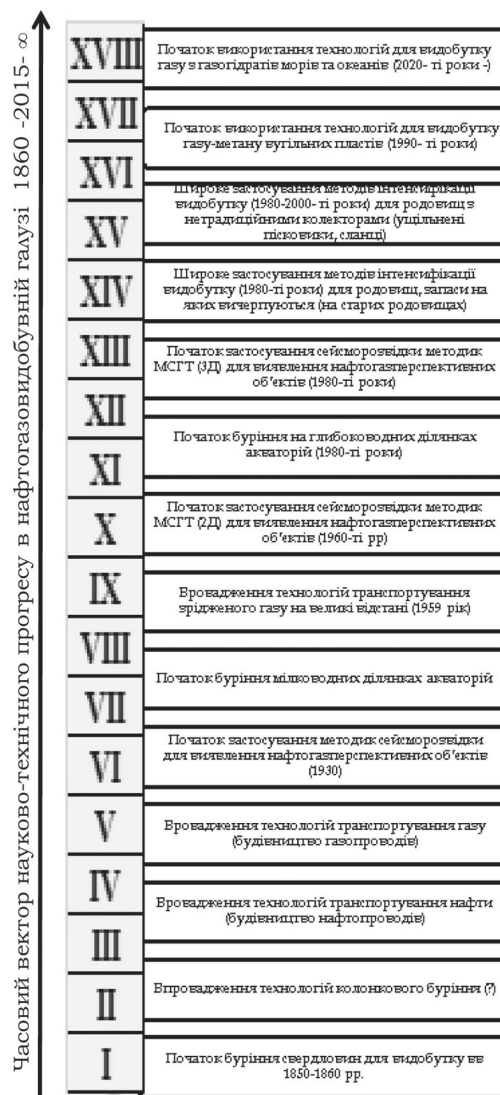 Часовий вектор науково-технічного прогресу в нафтогазовидобувній галузі 1860 -2015- ∞
XVIII
Початок використання технологій для видобутку
газу з газогідратів морів та океанів (2020- ті роки -)
XVII
Початок використання технологій для видобутку
газу-метану вугільних пластів (1990- ті роки)
XVI
Широке застосування методів інтенсифікації
видобутку (1980-2000- ті роки) для родовищ з
нетрадиційними колекторами (ущільнені
пісковики, сланці)
XV
XIV
Широке застосування методів інтенсифікації
видобутку (1980-ті роки) для родовищ, запаси на
яких вичерпуються (на старих родовищах)
XIII
Початок застосування сейсморозвідки методик
МСГТ (3Д) для виявлення нафтогазперспективних
об'єктів (1980-ті роки)
XII
Початок буріння на глибоководних ділянках
акваторій (1980-ті роки)
XI
X
Початок застосування сейсморозвідки методик
МСГТ (2Д) для виявлення нафтогазперспективних
об'єктів (1960-ті рр)
IX
Вровадження технологій транспортування
зрідженого газу на великі відстані (1959 рік)
VIII
Початок буріння мілководних ділянках акваторій
VII
VI
Початок застосування методик сейсморозвідки
для виявлення нафтогазперспективних об'єктів
(1930)
V
Вровадження технологій транспортування газу
(будівництво газопроводів)
IV
Вровадження технологій транспортування нафти
(будівництво нафтопроводів)
III
II
Впровадження технологій колонкового буріння (?)
I
Початок буріння свердловин для видобутку вв
1850-1860 рр.